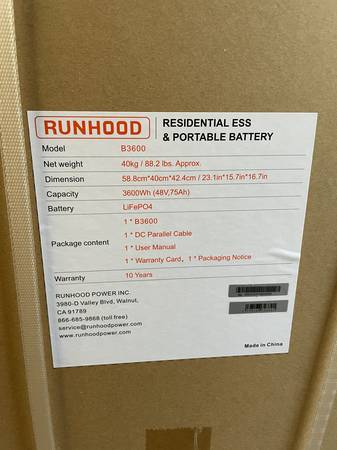 RUNHOOD
RESIDENTIAL ESS
& PORTABLE BATTERY
Model B3600
Net weight 40kg / 88.2 lbs. Approx.
Dimension 58.8cm*40cm*42.4cm / 23.1in*15.7in*16.7in
Capacity 3600Wh (48V,75Ah)
Battery LiFePO4
Package content
1 * B3600
1 * DC Parallel Cable
1 * User Manual
1 * Warranty Card, 1 * Packaging Notice
Warranty 10 Years
RUNHOOD POWER INC.
3980-D Valley Blvd, Walnut,
CA 91789
866-685-9868 (toll free)
service@runhoodpower.com
www.runhoodpower.com
Made in China